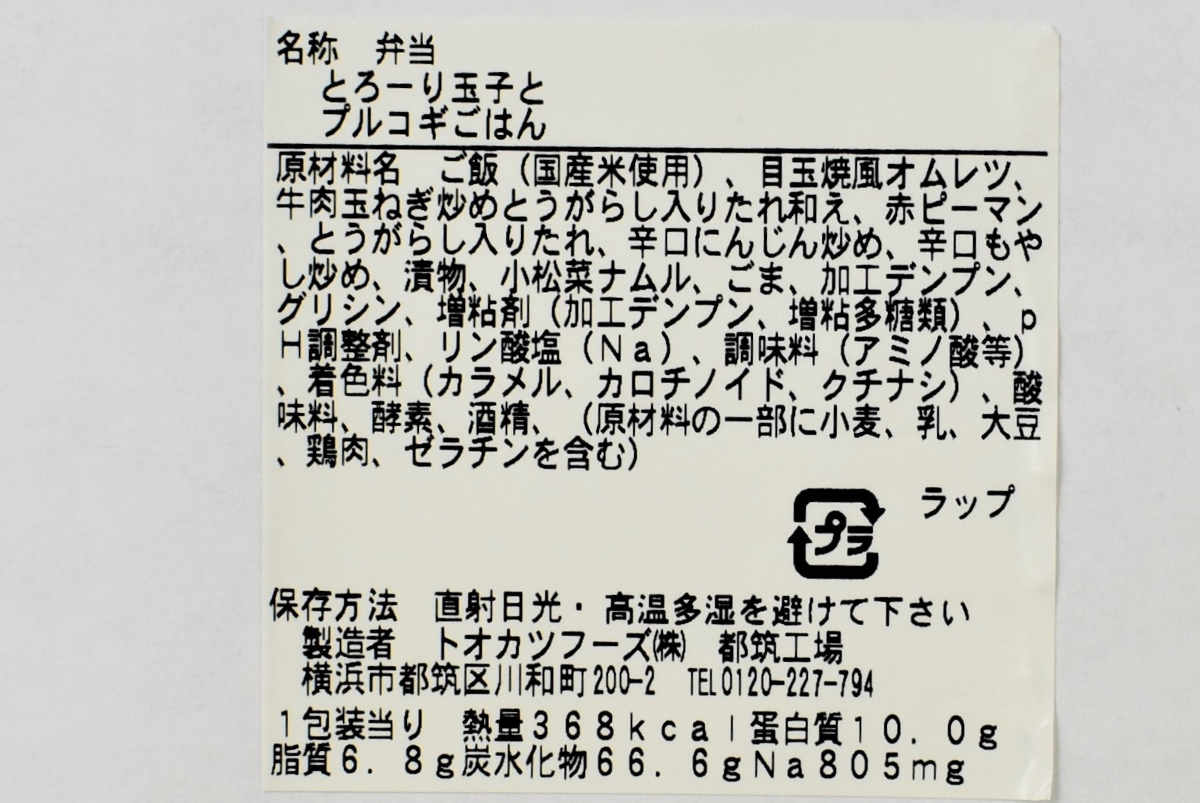 名称　弁当
とろーり玉子と
プルコギごはん
原材料名　ご飯（国産米使用）、目玉焼風オムレツ、
牛肉玉ねぎ炒めとうがらし入りたれ和え、赤ピーマン
、とうがらし入りたれ、辛口にんじん炒め、辛口もや
し炒め、漬物、小松菜ナムル、ごま、加工デンプン、
グリシン、増粘剤（加工デンプン、増粘多糖類）、ｐ
Ｈ調整剤、リン酸塩（Ｎａ）、調味料（アミノ酸等）
、着色料（カラメル、カロチノイド、クチナシ）、酸
味料、酵素、酒精、（原材料の一部に小麦、乳、大豆
、鶏肉、ゼラチンを含む）
プラ　ラップ
保存方法　直射日光・高温多湿を避けて下さい
製造者　トオカツフーズ㈱　都筑工場
横浜市都筑区川和町200-2　TEL0120-227-794
１包装当り　熱量３６８ｋｃａｌ蛋白質１０．０ｇ
脂質６．８ｇ炭水化物６６．６ｇＮａ８０５ｍｇ